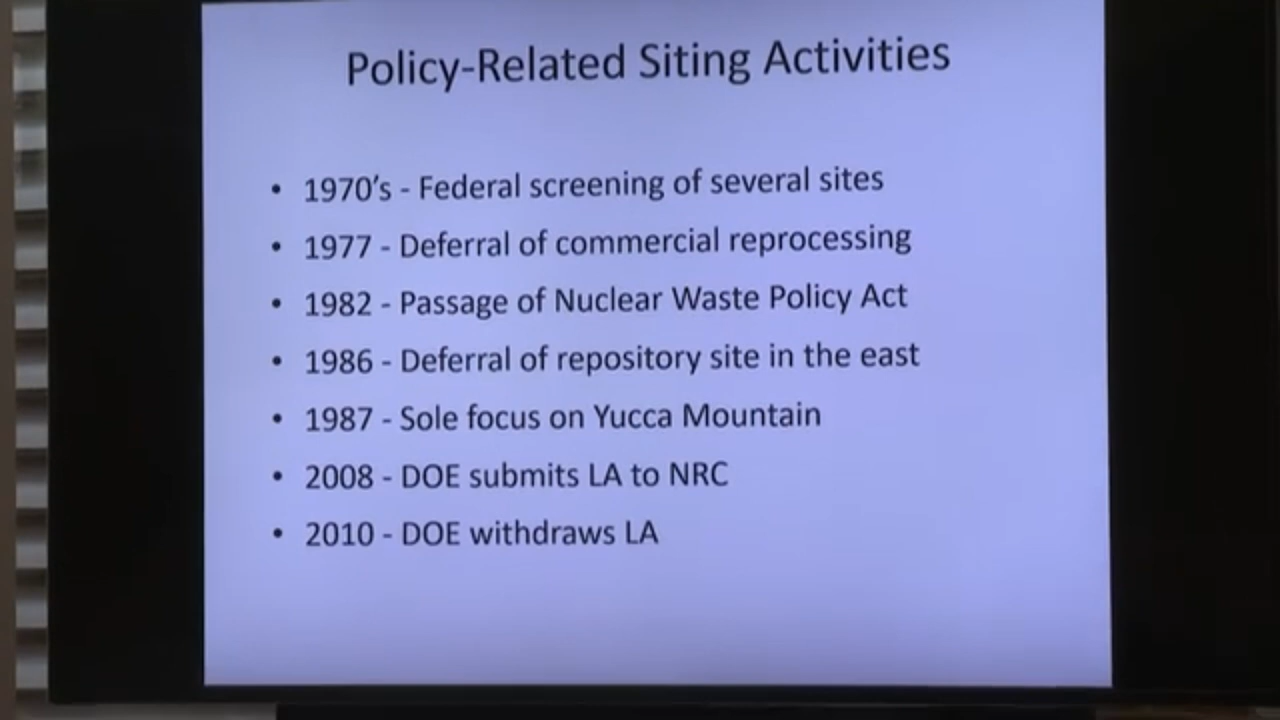 Policy-Related Siting Activities
• 1970's - Federal screening of several sites
• 1977 - Deferral of commercial reprocessing
• 1982 - Passage of Nuclear Waste Policy Act
• 1986 - Deferral of repository site in the east
• 1987 - Sole focus on Yucca Mountain
• 2008 - DOE submits LA to NRC
• 2010 - DOE withdraws LA